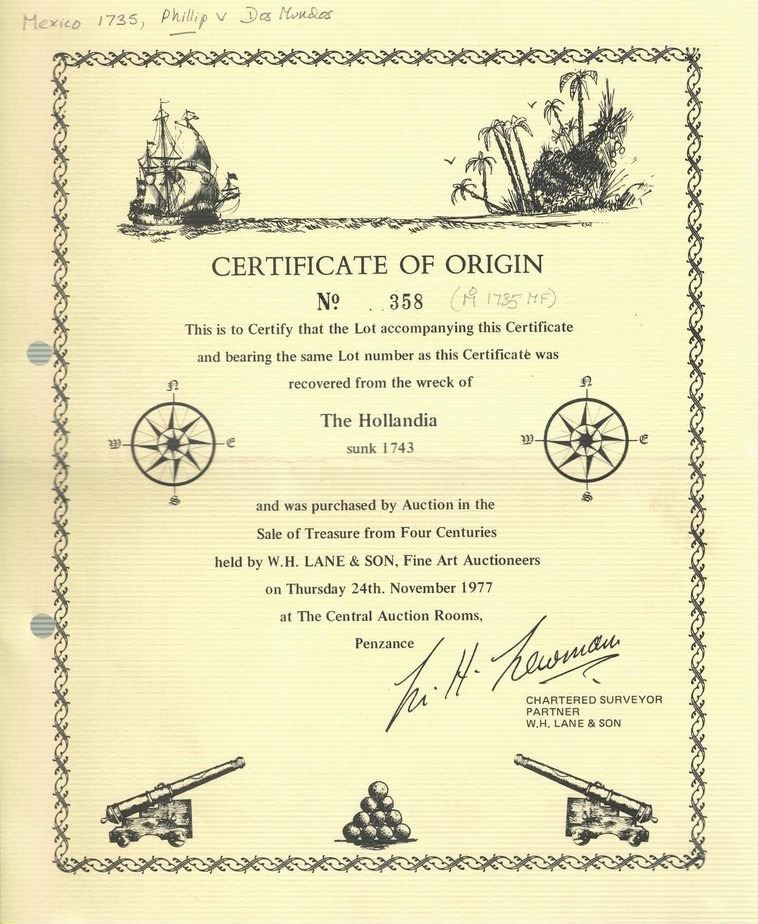 Mexico 1735, Phillip V Dos Mundos
CERTIFICATE OF ORIGIN
Nº ..358 (M̊ 1735 MF)
This is to Certify that the Lot accompanying this Certificate
and bearing the same Lot number as this Certificate was
recovered from the wreck of
The Hollandia
sunk 1743
N
W E
S
N
W E
S
and was purchased by Auction in the
Sale of Treasure from Four Centuries
held by W.H. LANE & SON, Fine Art Auctioneers
on Thursday 24th. November 1977
at The Central Auction Rooms,
Penzance
H. Newman
CHARTERED SURVEYOR
PARTNER
W.H. LANE & SON